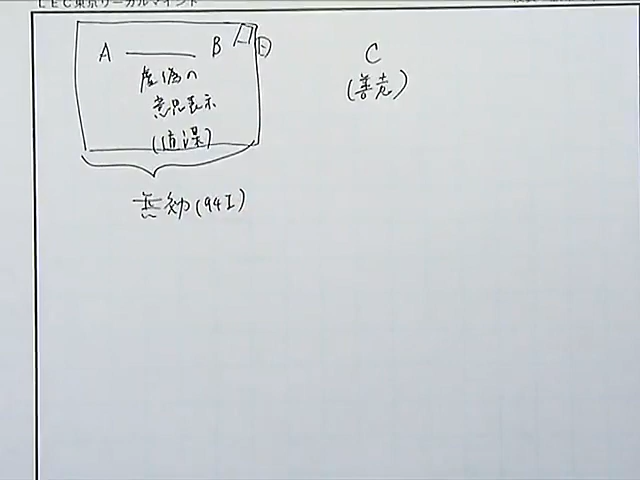 LEC東京リーガルマインド
A ― B
虚偽の
意思表示
(通謀)
無効(94I)
C
(善意)